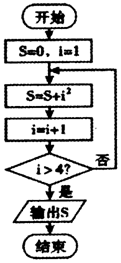 开始
S=0，i=1
S=S+i²
i=i+1
i>4?
否
是
输出S
结束